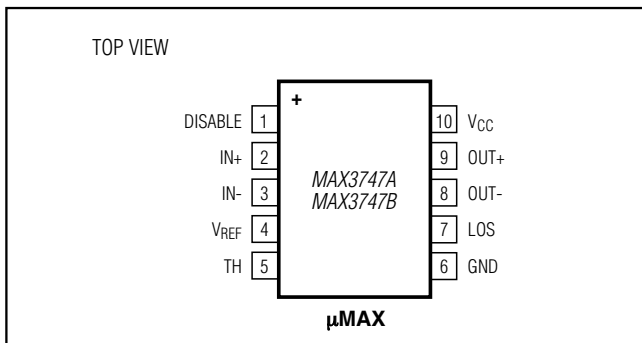 TOP VIEW
+
DISABLE 1
IN+ 2
IN- 3
VREF 4
TH 5
MAX3747A
MAX3747B
10 VCC
9 OUT+
8 OUT-
7 LOS
6 GND
μMAX